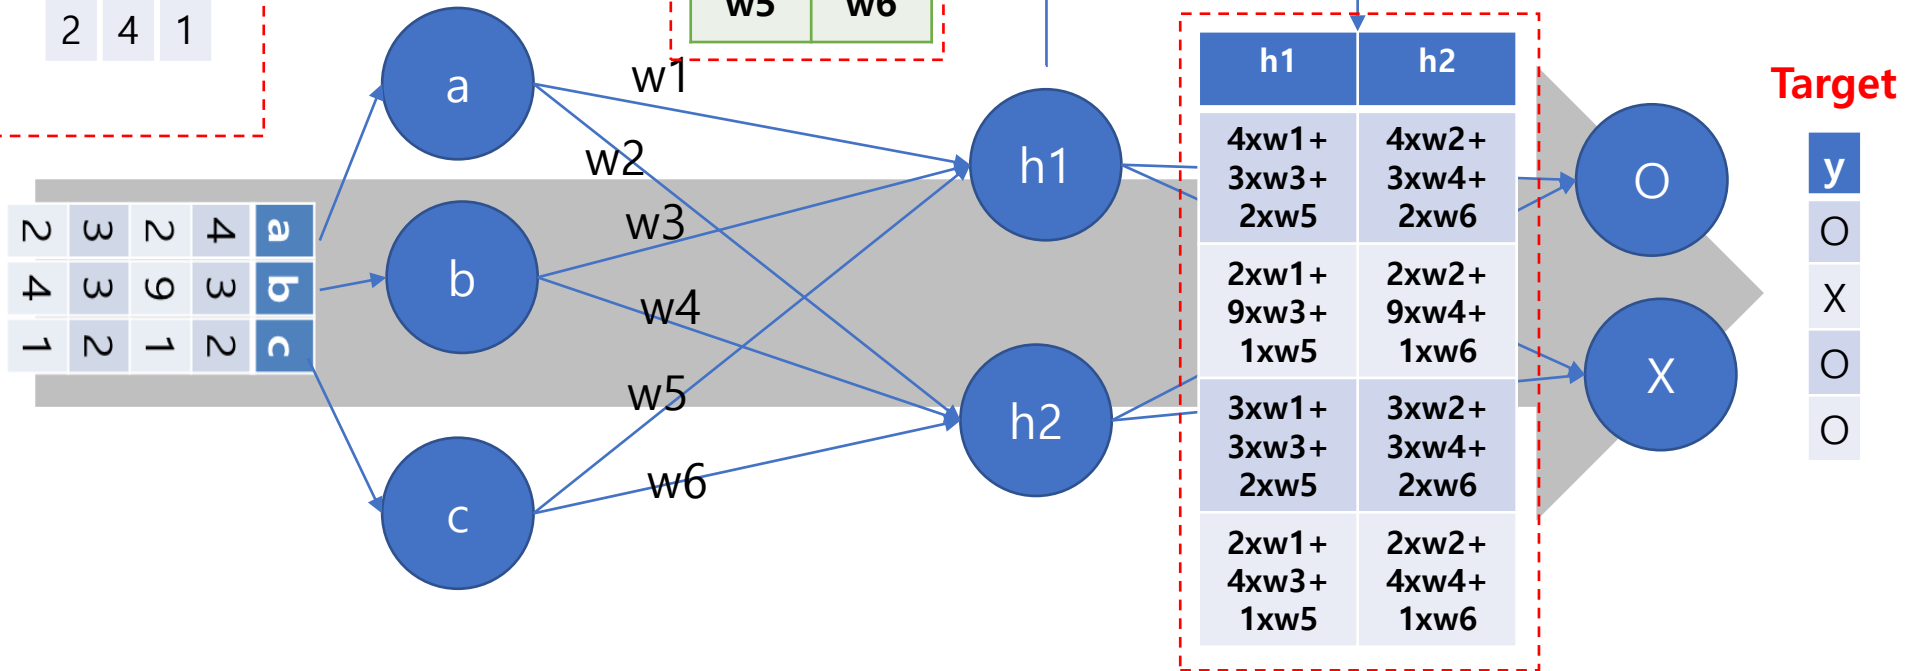 2 4 1
w5 w6
a
b
c
w1
w2
w3
w4
w5
w6
a 4 2 3 2
b 3 9 3 4
c 2 1 2 1
h1
h2
h1 h2
4xw1+ 4xw2+
3xw3+ 3xw4+
2xw5 2xw6
2xw1+ 2xw2+
9xw3+ 9xw4+
1xw5 1xw6
3xw1+ 3xw2+
3xw3+ 3xw4+
2xw5 2xw6
2xw1+ 2xw2+
4xw3+ 4xw4+
1xw5 1xw6
O
X
Target
y
O
X
O
O